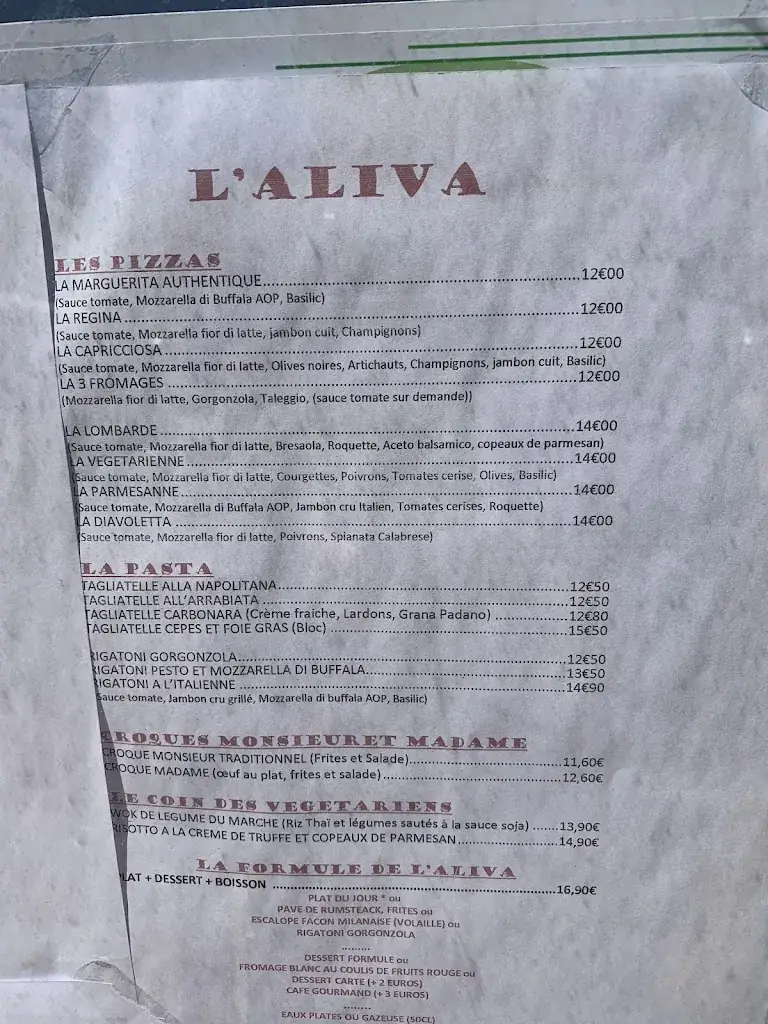 L'ALIVA
LES PIZZAS
LA MARGUERITA AUTHENTIQUE..........12€00
(Sauce tomate, Mozzarella di Buffala AOP, Basilic)
LA REGINA..........12€00
(Sauce tomate, Mozzarella fior di latte, jambon cuit, Champignons)
LA CAPRICCIOSA..........12€00
(Sauce tomate, Mozzarella fior di latte, Olives noires, Artichauts, Champignons, jambon cuit, Basilic)
LA 3 FROMAGES..........12€00
(Mozzarella fior di latte, Gorgonzola, Taleggio, (sauce tomate sur demande))
LA LOMBARDE..........14€00
(Sauce tomate, Mozzarella fior di latte, Bresaola, Roquette, Aceto balsamico, copeaux de parmesan)
LA VEGETARIENNE..........14€00
(Sauce tomate, Mozzarella fior di latte, Courgettes, Poivrons, Tomates cerise, Olives, Basilic)
LA PARMESANNE..........14€00
(Sauce tomate, Mozzarella di Buffala AOP, Jambon cru Italien, Tomates cerises, Roquette)
LA DIAVOLETTA..........14€00
(Sauce tomate, Mozzarella fior di latte, Poivrons, Spianata Calabrese)
LA PASTA
TAGLIATELLE ALLA NAPOLITANA..........12€50
TAGLIATELLE ALL'ARRABIATA..........12€50
TAGLIATELLE CARBONARA (Crème fraiche, Lardons, Grana Padano)..........12€80
TAGLIATELLE CEPES ET FOIE GRAS (Bloc)..........15€50
RIGATONI GORGONZOLA..........12€50
RIGATONI PESTO ET MOZZARELLA DI BUFFALA..........13€50
RIGATONI A L'ITALIENNE..........14€90
Sauce tomate, Jambon cru grillé, Mozzarella di buffala AOP, Basilic)
CROQUES MONSIEURET MADAME
CROQUE MONSIEUR TRADITIONNEL (Frites et Salade)..........11,60€
CROQUE MADAME (œuf au plat, frites et salade)..........12,60€
LE COIN DES VEGETARIENS
WOK DE LEGUME DU MARCHE (Riz Thaï et légumes sautés à la sauce soja).......13,90€
RISOTTO A LA CREME DE TRUFFE ET COPEAUX DE PARMESAN..........14,90€
LA FORMULE DE L'ALIVA
PLAT + DESSERT + BOISSON..........16,90€
PLAT DU JOUR * ou
PAVE DE RUMSTEACK, FRITES ou
ESCALOPE FACON MILANAISE (VOLAILLE) ou
RIGATONI GORGONZOLA
.........
DESSERT FORMULE ou
FROMAGE BLANC AU COULIS DE FRUITS ROUGE ou
DESSERT CARTE (+ 2 EUROS)
CAFE GOURMAND (+ 3 EUROS)
........
EAUX PLATES OU GAZEUSE (50CL)